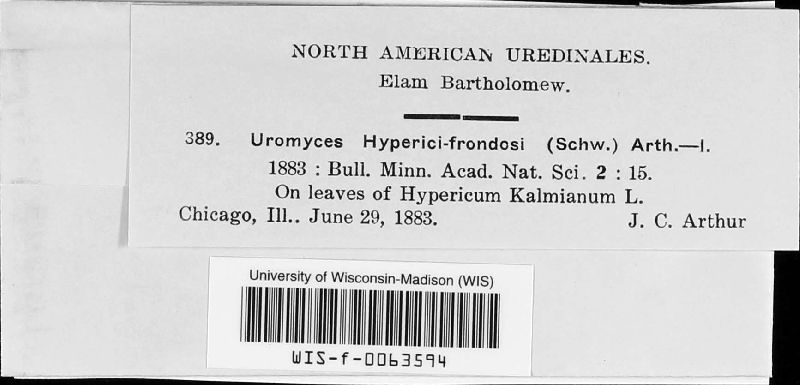 NORTH AMERICAN UREDINALES.
Elam Bartholomew.
389. Uromyces Hyperici-frondosi (Schw.) Arth.—I.
1883 : Bull. Minn. Acad. Nat. Sci. 2 : 15.
On leaves of Hypericum Kalmianum L.
Chicago, Ill.. June 29, 1883. J. C. Arthur
University of Wisconsin-Madison (WIS)
WIS-f-0063594